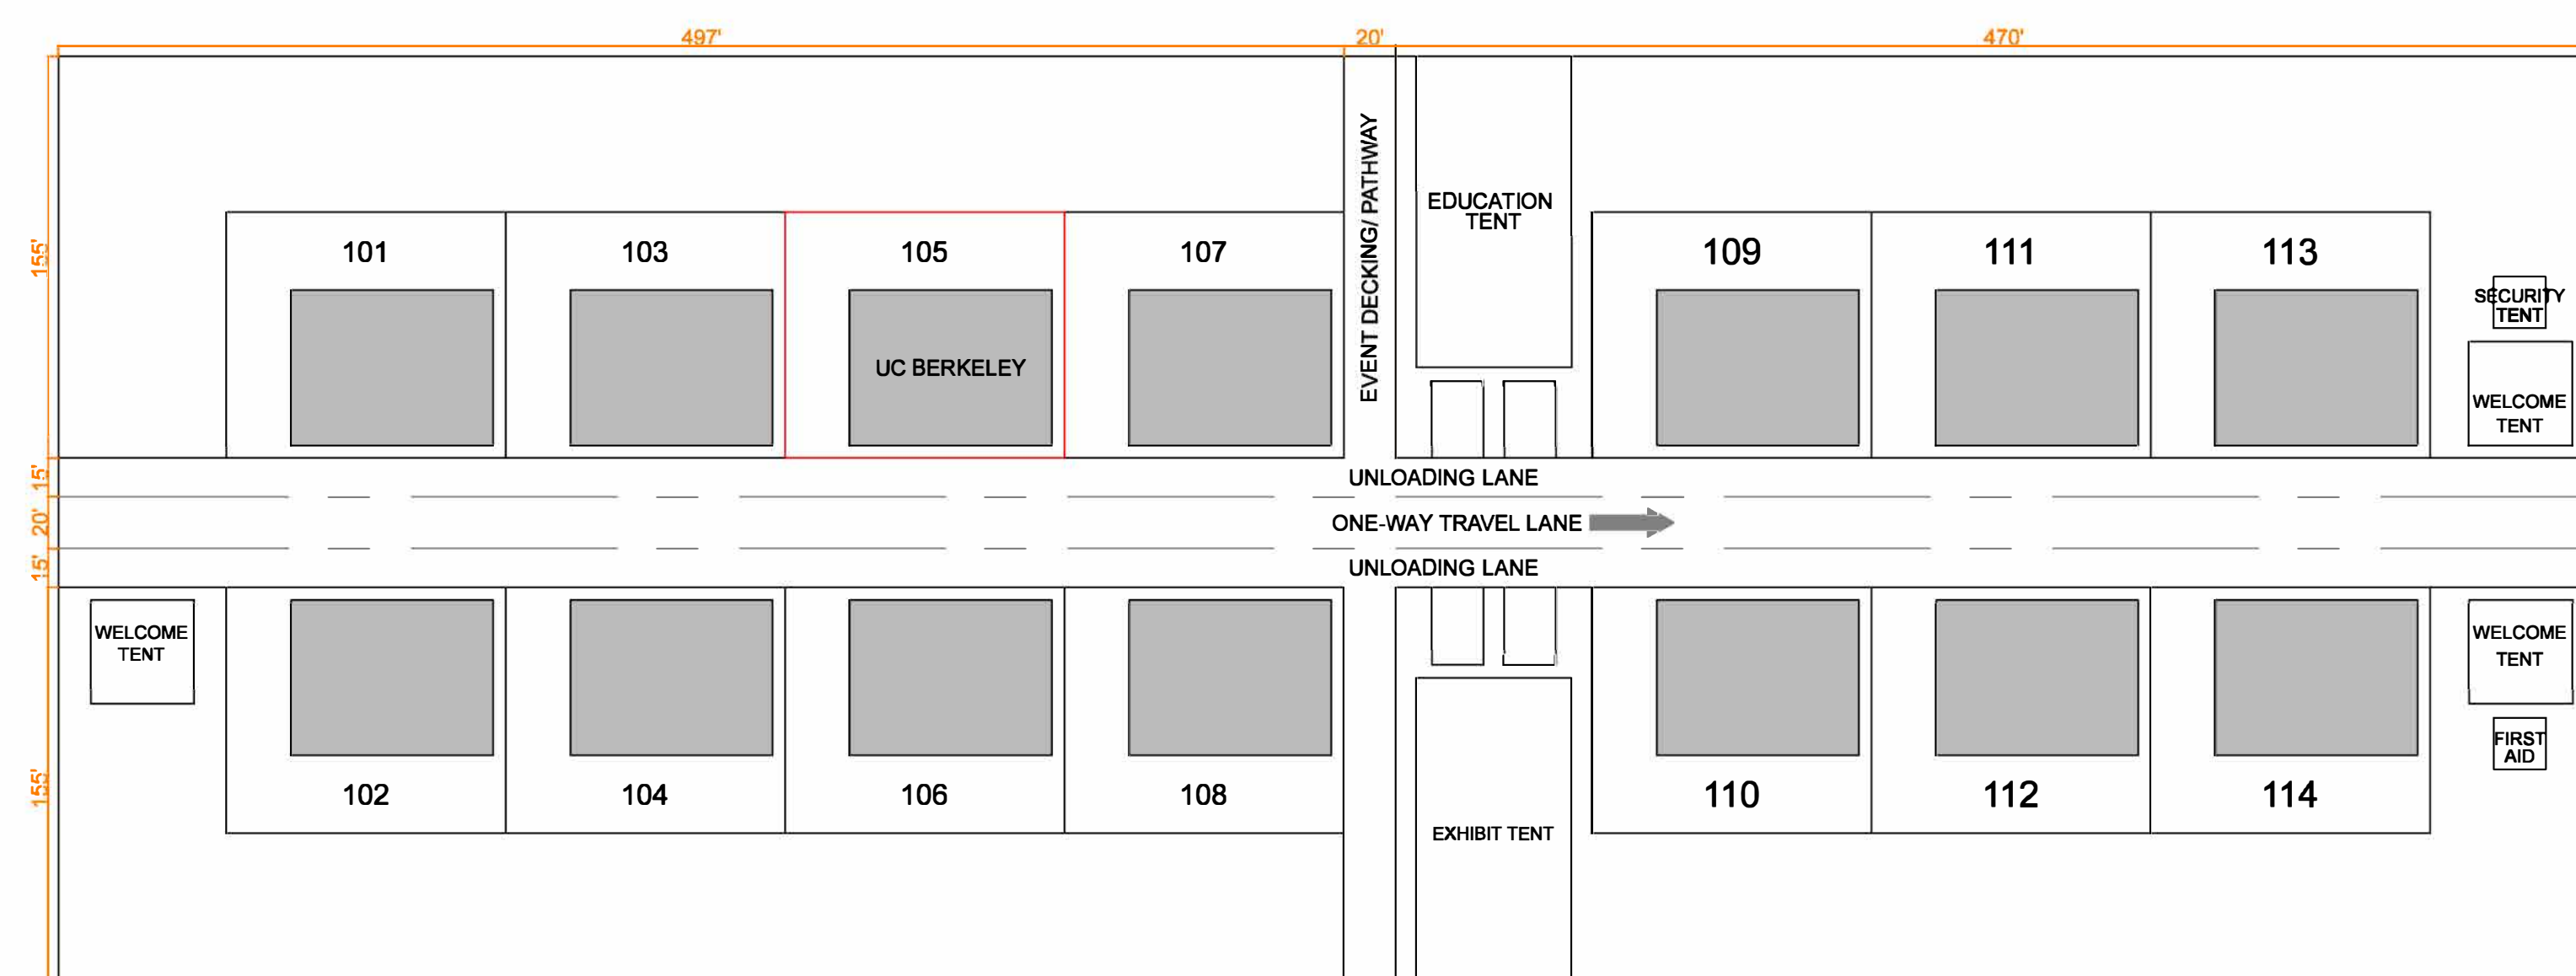 497'
20'
470'
155'
15'
20'
15'
155'
101
103
105
107
UC BERKELEY
EVENT DECKING/ PATHWAY
EDUCATION
TENT
109
111
113
SECURITY
TENT
WELCOME
TENT
UNLOADING LANE
ONE-WAY TRAVEL LANE
UNLOADING LANE
WELCOME
TENT
102
104
106
108
EXHIBIT TENT
110
112
114
WELCOME
TENT
FIRST
AID